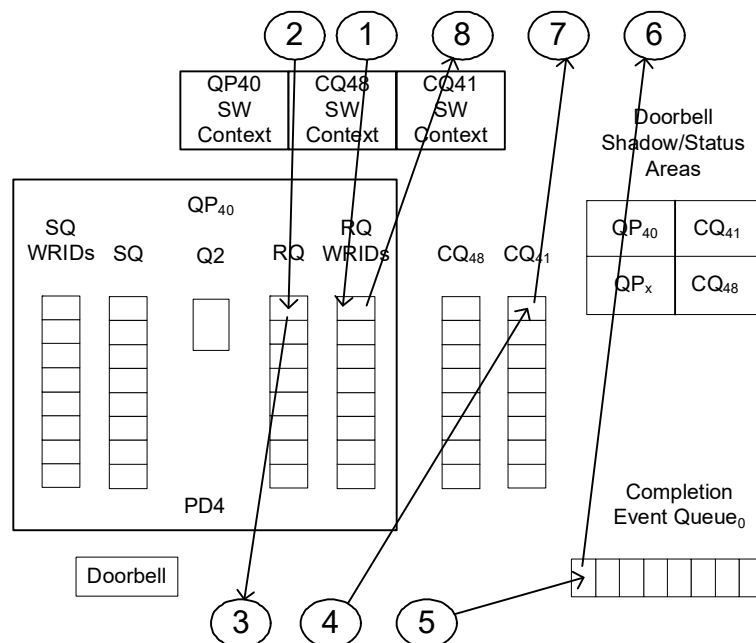 2 1 8 7 6
QP40 CQ48 CQ41
SW SW SW
Context Context Context
Doorbell
Shadow/Status
Areas
QP40
SQ RQ
WRIDs SQ Q2 RQ WRIDs CQ48 CQ41
QP40 CQ41
QPx CQ48
PD4
Completion
Event Queue0
Doorbell
3 4 5